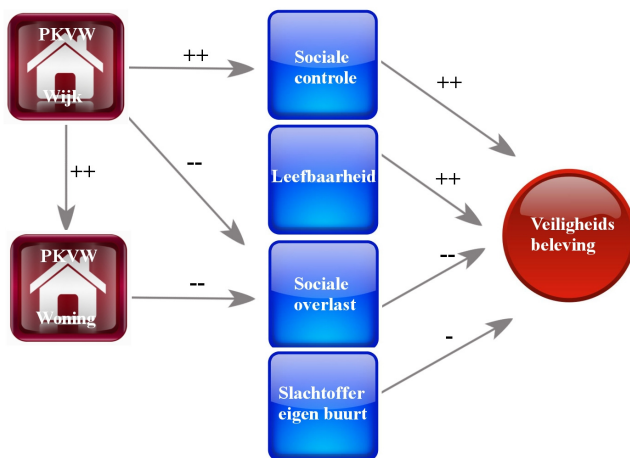 PKVW
Wijk
++
Sociale
controle
++
++
--
Leefbaarheid
++
Veiligheids
beleving
PKVW
Woning
--
Sociale
overlast
--
Slachtoffer
eigen buurt
-